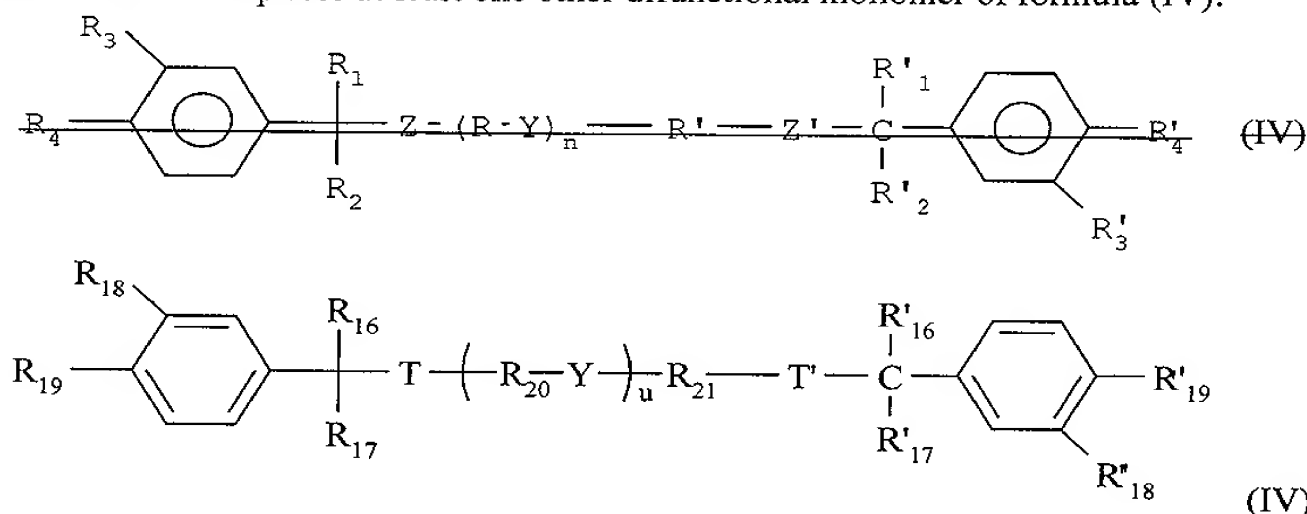 at least one other difunctional monomer of formula (IV):
R3 R1 R'1
R4 Z-(R-Y)n R' Z' C R'4 (IV)
R2 R'2 R3'
R18 R16 R'16
R19 T (R20-Y)u R21 T' C R'19
R17 R'17 R"18
(IV)